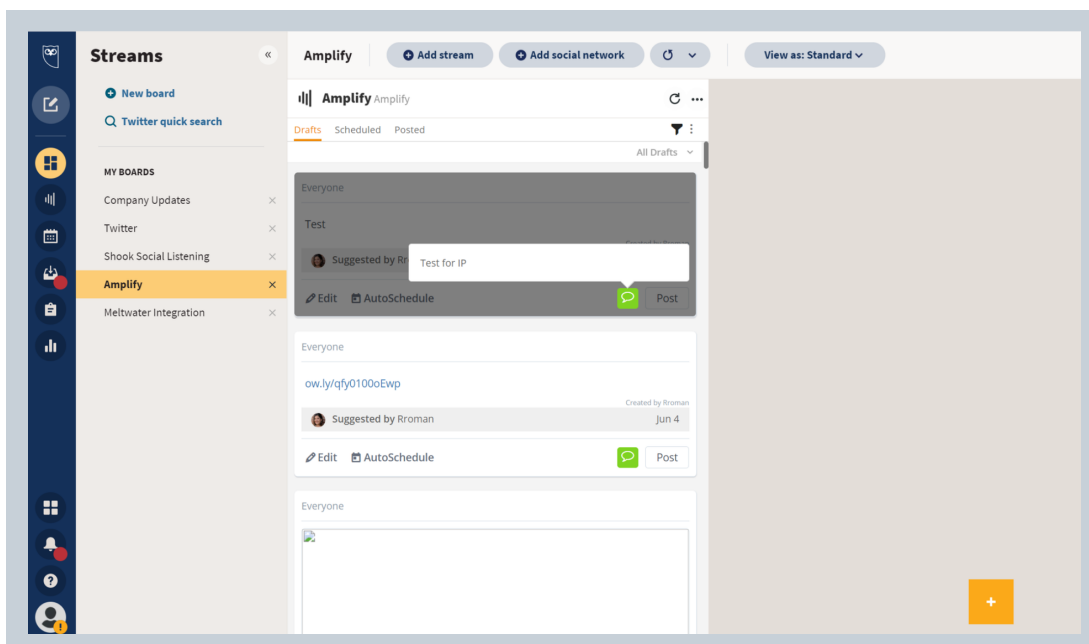 Streams
«
New board
Twitter quick search
MY BOARDS
Company Updates ×
Twitter ×
Shook Social Listening ×
Amplify ×
Meltwater Integration ×
Amplify
Add stream
Add social network
View as: Standard
Amplify Amplify
Drafts Scheduled Posted
All Drafts
Everyone
Test
Created by Rroman
Suggested by Rr
Test for IP
Edit AutoSchedule Post
Everyone
ow.ly/qfy0100oEwp
Created by Rroman
Suggested by Rroman Jun 4
Edit AutoSchedule Post
Everyone
?
!
+